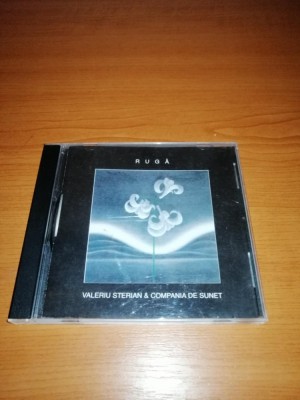 RUGĂ
VALERIU STERIAN & COMPANIA DE SUNET